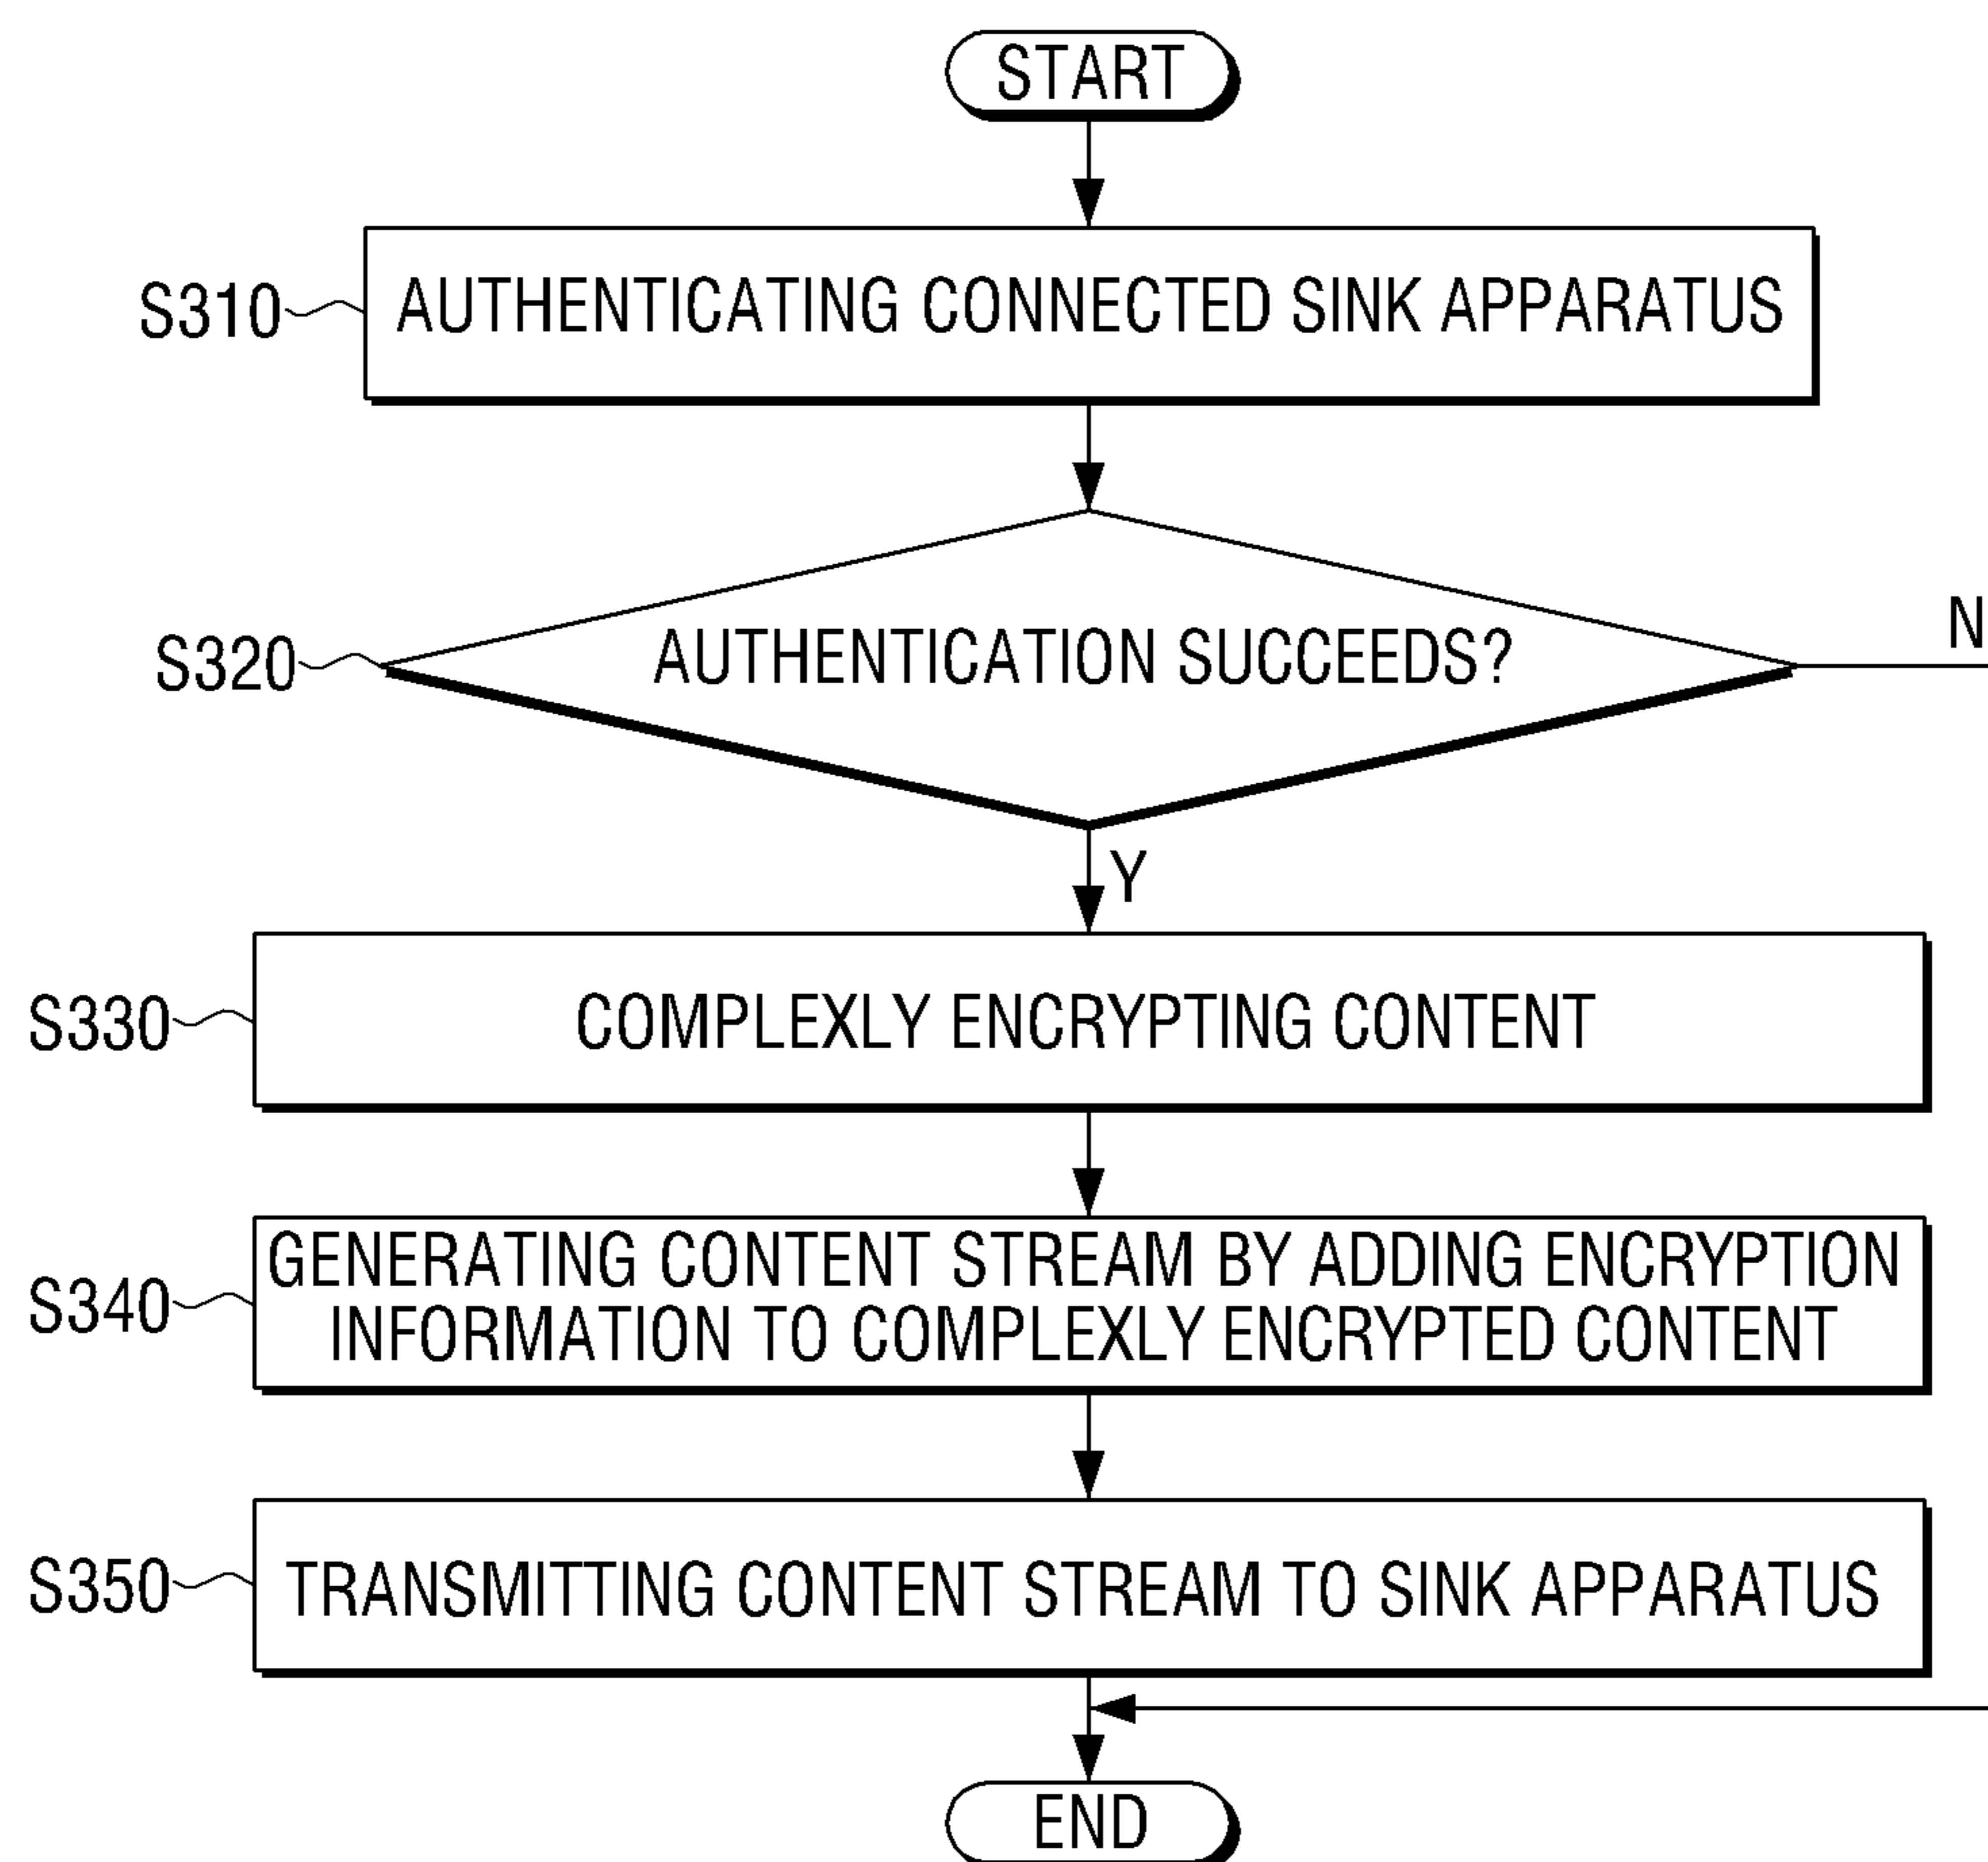 START
S310
AUTHENTICATING CONNECTED SINK APPARATUS
S320
AUTHENTICATION SUCCEEDS?
N
Y
S330
COMPLEXLY ENCRYPTING CONTENT
S340
GENERATING CONTENT STREAM BY ADDING ENCRYPTION
INFORMATION TO COMPLEXLY ENCRYPTED CONTENT
S350
TRANSMITTING CONTENT STREAM TO SINK APPARATUS
END